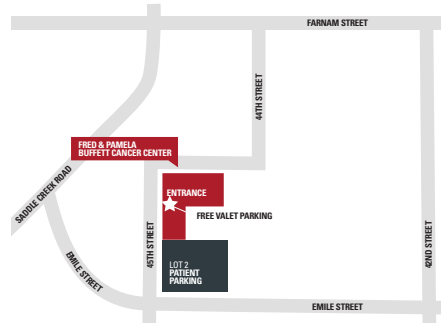 FARNAM STREET
44TH STREET
FRED & PAMELA
BUFFETT CANCER CENTER
SADDLE CREEK ROAD
ENTRANCE
FREE VALET PARKING
45TH STREET
42ND STREET
EMILE STREET
LOT 2
PATIENT
PARKING
EMILE STREET